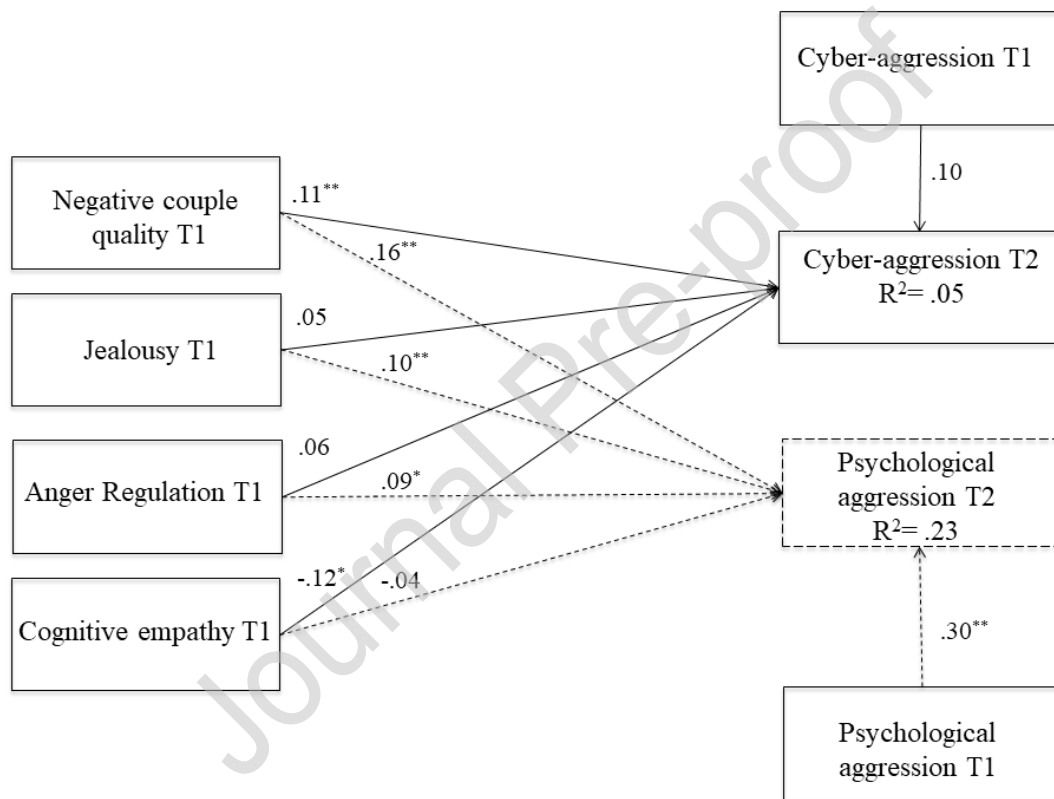 Cyber-aggression T1
.10
Negative couple
quality T1
.11**
.16**
Cyber-aggression T2
R²= .05
Jealousy T1
.05
.10**
Anger Regulation T1
.06
.09*
Psychological
aggression T2
R²= .23
Cognitive empathy T1
-.12*
-.04
.30**
Psychological
aggression T1
Journal Pre-proof